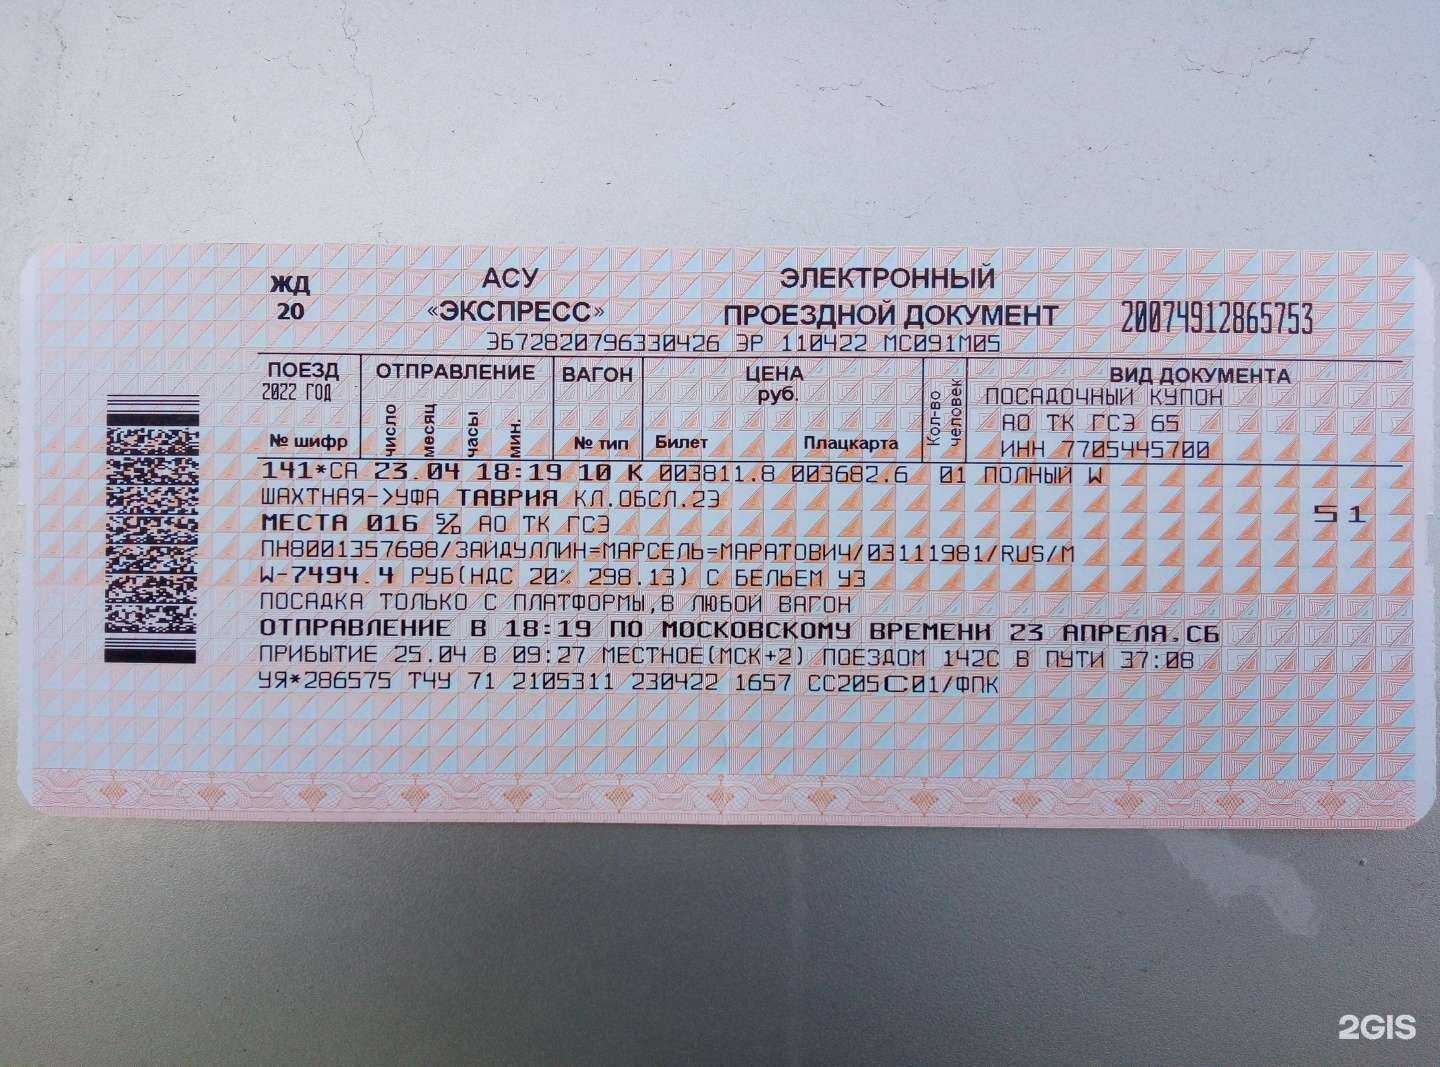 ЖД
20
АСУ
«ЭКСПРЕСС»
ЭЛЕКТРОННЫЙ
ПРОЕЗДНОЙ ДОКУМЕНТ
20074912865753
ЭБ72820796330426 ЭР 110422 МС091М05
ПОЕЗД
2022 ГОД
№ шифр
ОТПРАВЛЕНИЕ
число
месяц
часы
мин.
ВАГОН
№ тип
ЦЕНА
руб.
Билет
Плацкарта
Кол-во
человек
ВИД ДОКУМЕНТА
ПОСАДОЧНЫЙ КУПОН
АО ТК ГСЭ 65
ИНН 7705445700
141*СА 23.04 18:19 10 К 003811.8 003682.6 01 ПОЛНЫЙ W
ШАХТНАЯ->УФА ТАВРИЯ КЛ.ОБСЛ.2Э
МЕСТА 016 АО ТК ГСЭ
51
ПН8001357688/ЗАЙДУЛЛИН=МАРСЕЛЬ=МАРАТОВИЧ/03111981/RUS/М
W-7494.4 РУБ(НДС 20% 298.13) С БЕЛЬЕМ УЗ
ПОСАДКА ТОЛЬКО С ПЛАТФОРМЫ,В ЛЮБОЙ ВАГОН
ОТПРАВЛЕНИЕ В 18:19 ПО МОСКОВСКОМУ ВРЕМЕНИ 23 АПРЕЛЯ.СБ
ПРИБЫТИЕ 25.04 В 09:27 МЕСТНОЕ(МСК+2) ПОЕЗДОМ 142С В ПУТИ 37:08
УЯ*286575 ТЧУ 71 2105311 230422 1657 СС205С01/ФПК
2GIS